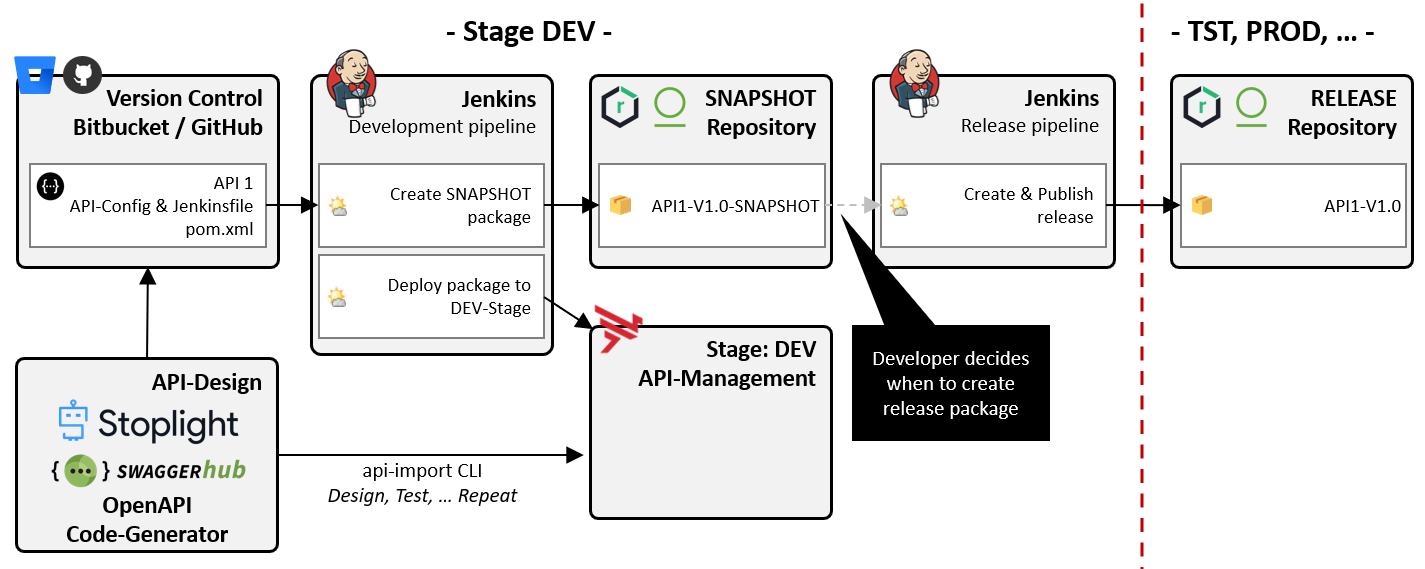 - Stage DEV -
- TST, PROD, ... -
Version Control
Bitbucket / GitHub
{··}
API 1
API-Config & Jenkinsfile
pom.xml
Jenkins
Development pipeline
Create SNAPSHOT
package
Deploy package to
DEV-Stage
r
SNAPSHOT
Repository
API1-V1.0-SNAPSHOT
Jenkins
Release pipeline
Create & Publish
release
r
RELEASE
Repository
API1-V1.0
Developer decides
when to create
release package
Stage: DEV
API-Management
API-Design
Stoplight
{···} SWAGGERhub
OpenAPI
Code-Generator
api-import CLI
Design, Test, ... Repeat